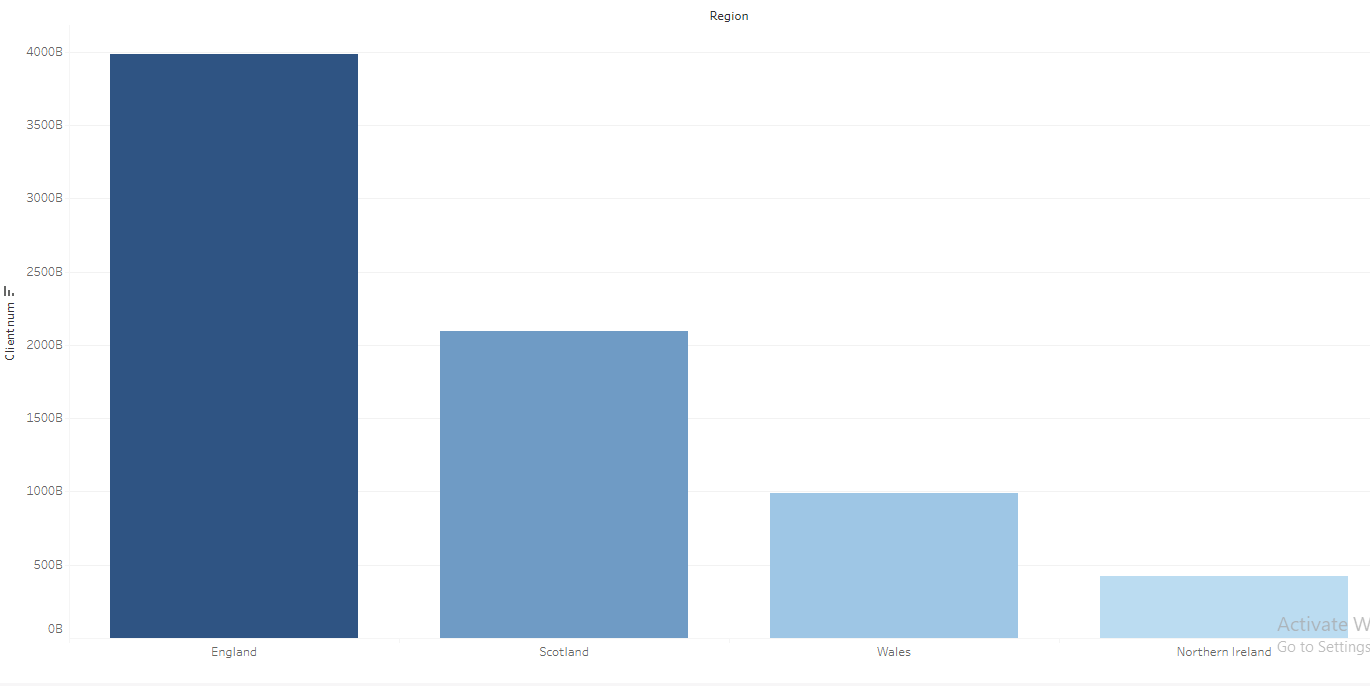 Region
4000B
3500B
3000B
2500B
2000B
1500B
1000B
500B
0B
Clientnum
England
Scotland
Wales
Northern Ireland
Activate W
Go to Settings